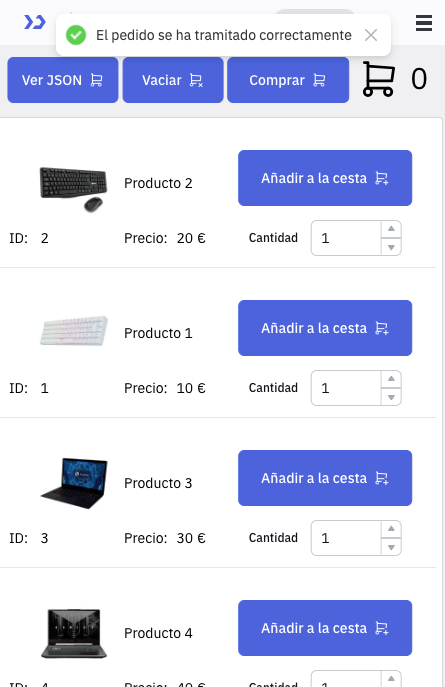 El pedido se ha tramitado correctamente
Ver JSON
Vaciar
Comprar
0
Producto 2
Añadir a la cesta
ID: 2
Precio: 20 €
Cantidad
1
Producto 1
Añadir a la cesta
ID: 1
Precio: 10 €
Cantidad
1
Producto 3
Añadir a la cesta
ID: 3
Precio: 30 €
Cantidad
1
Producto 4
Añadir a la cesta
ID: 4
Precio: 40 €
Cantidad
1